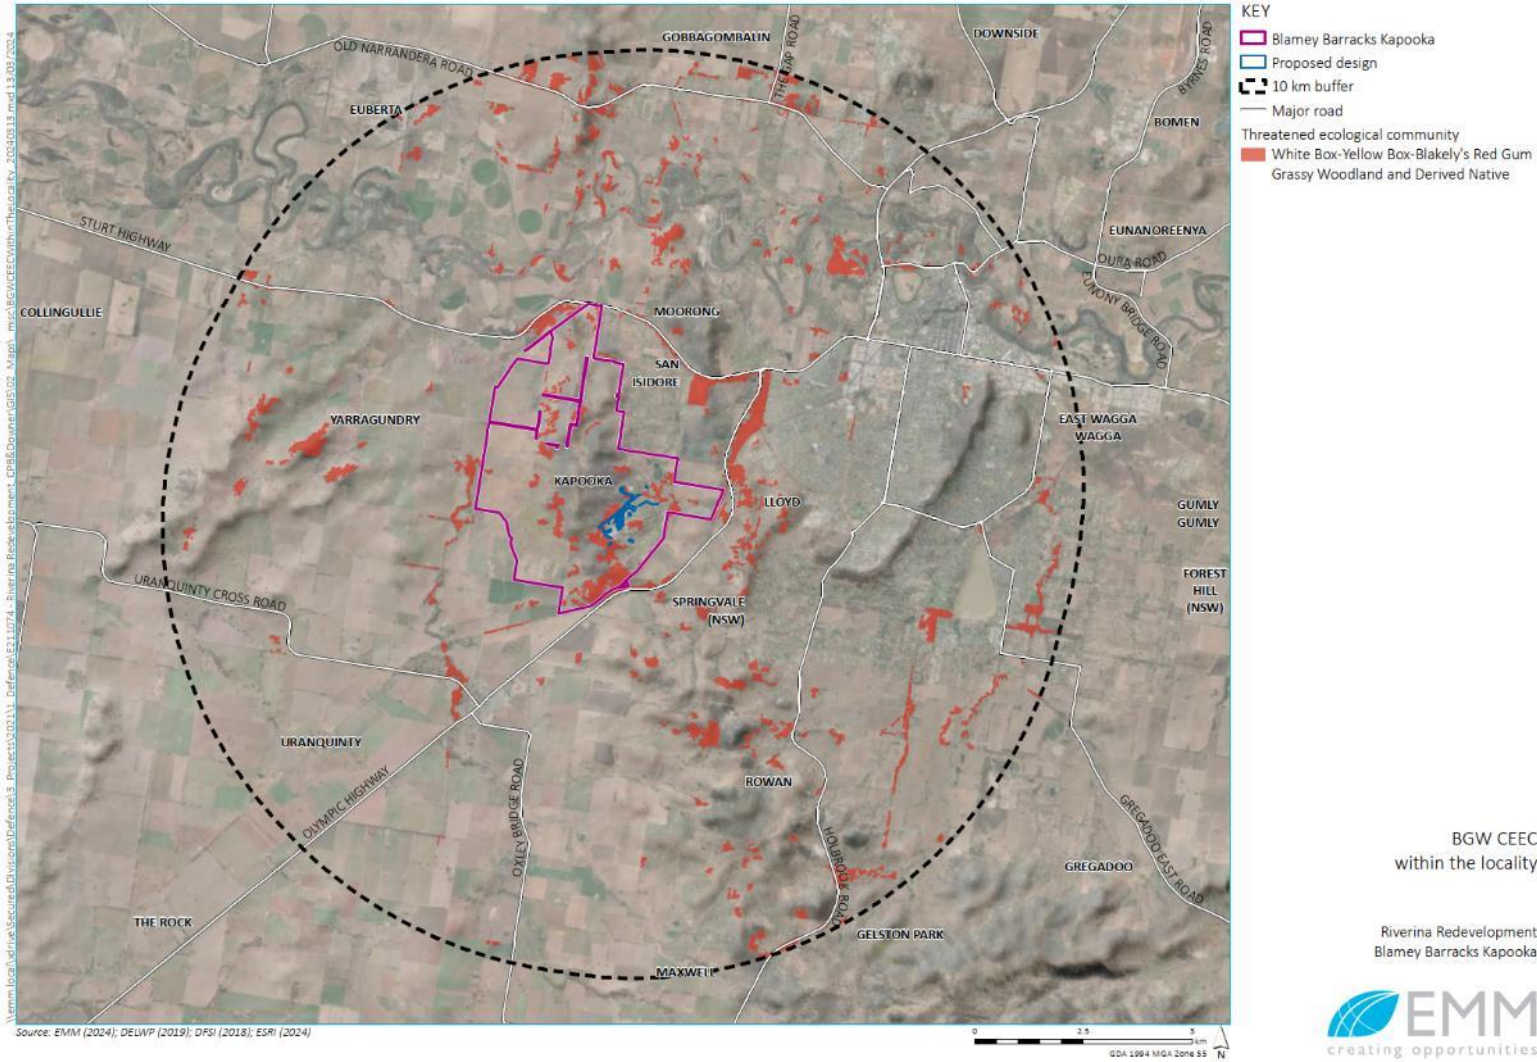 GOBBAGOMBALIN
DOWNSIDE
THE GAP ROAD
BYRNES ROAD
OLD NARRANDERA ROAD
EUBERTA
BOMEN
STURT HIGHWAY
EUNANOREENYA
OURA ROAD
EUNONY BRIDGE ROAD
COLLINGULLIE
MOORONG
SAN
ISIDORE
YARRAGUNDRY
EAST WAGGA
WAGGA
KAPOOKA
LLOYD
GUMLY
GUMLY
FOREST
HILL
(NSW)
URANQUINTY CROSS ROAD
SPRINGVALE
(NSW)
URANQUINTY
ROWAN
OLYMPIC HIGHWAY
OXLEY BRIDGE ROAD
HOLBROOK ROAD
GREGADOO EAST ROAD
GREGADOO
THE ROCK
GELSTON PARK
MAXWELL
Source: EMM (2024); DELWP (2019); DFSI (2018); ESRI (2024)
0 2.5 5
km
GDA 1994 MGA Zone 55 N
KEY
Blamey Barracks Kapooka
Proposed design
10 km buffer
Major road
Threatened ecological community
White Box-Yellow Box-Blakely's Red Gum
Grassy Woodland and Derived Native
BGW CEEC
within the locality
Riverina Redevelopment
Blamey Barracks Kapooka
EMM
creating opportunities